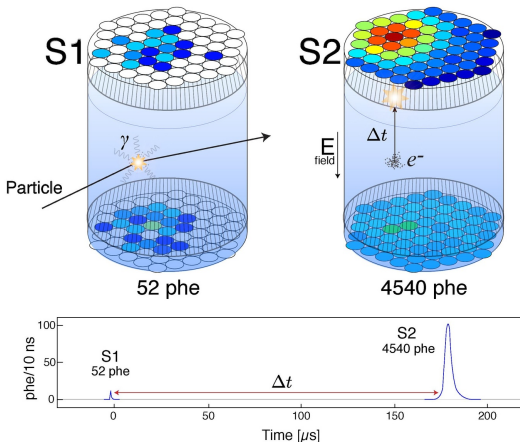 S1
S2
γ
Particle
Δt
E
field
e-
52 phe
4540 phe
phe/10 ns
100
50
0
S1
52 phe
S2
4540 phe
Δt
0
50
100
150
200
Time [μs]